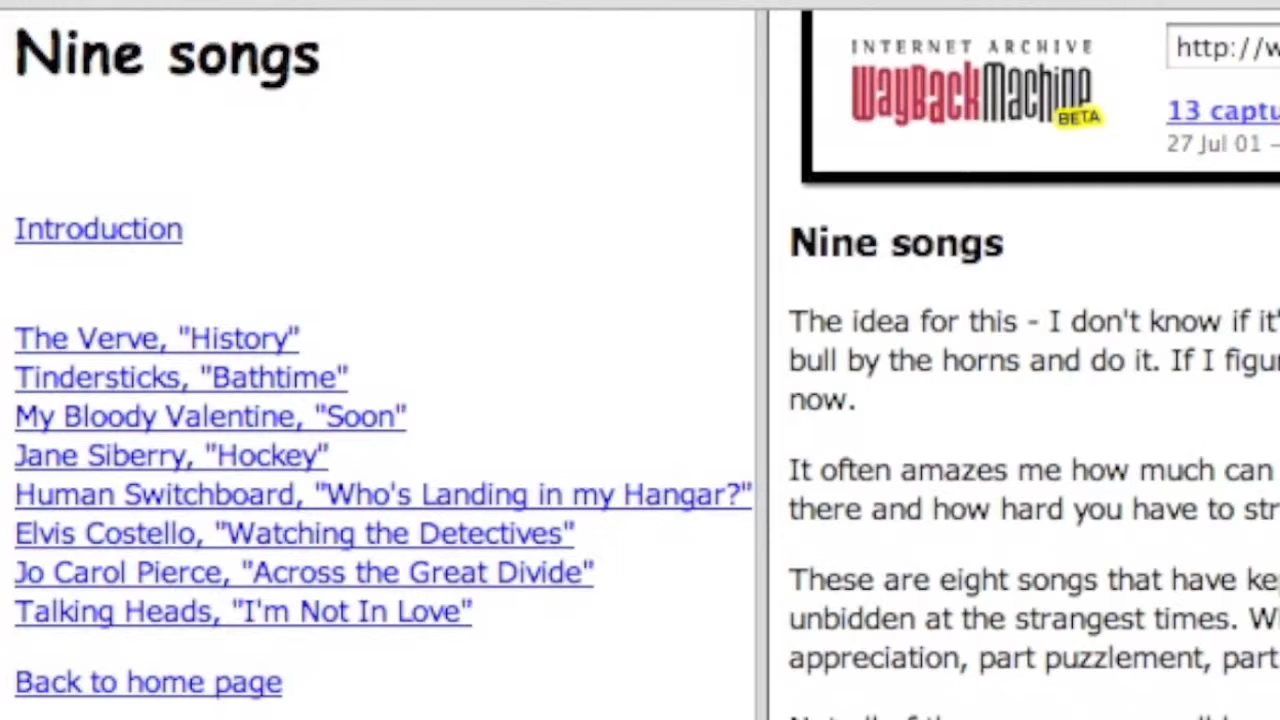 Nine songs
Introduction
The Verve, "History"
Tindersticks, "Bathtime"
My Bloody Valentine, "Soon"
Jane Siberry, "Hockey"
Human Switchboard, "Who's Landing in my Hangar?"
Elvis Costello, "Watching the Detectives"
Jo Carol Pierce, "Across the Great Divide"
Talking Heads, "I'm Not In Love"
Back to home page
INTERNET ARCHIVE
WayBackMachine
BETA
http://w
13 captu
27 Jul 01 –
Nine songs
The idea for this - I don't know if it'
bull by the horns and do it. If I figu
now.
It often amazes me how much can
there and how hard you have to str
These are eight songs that have ke
unbidden at the strangest times. W
appreciation, part puzzlement, part